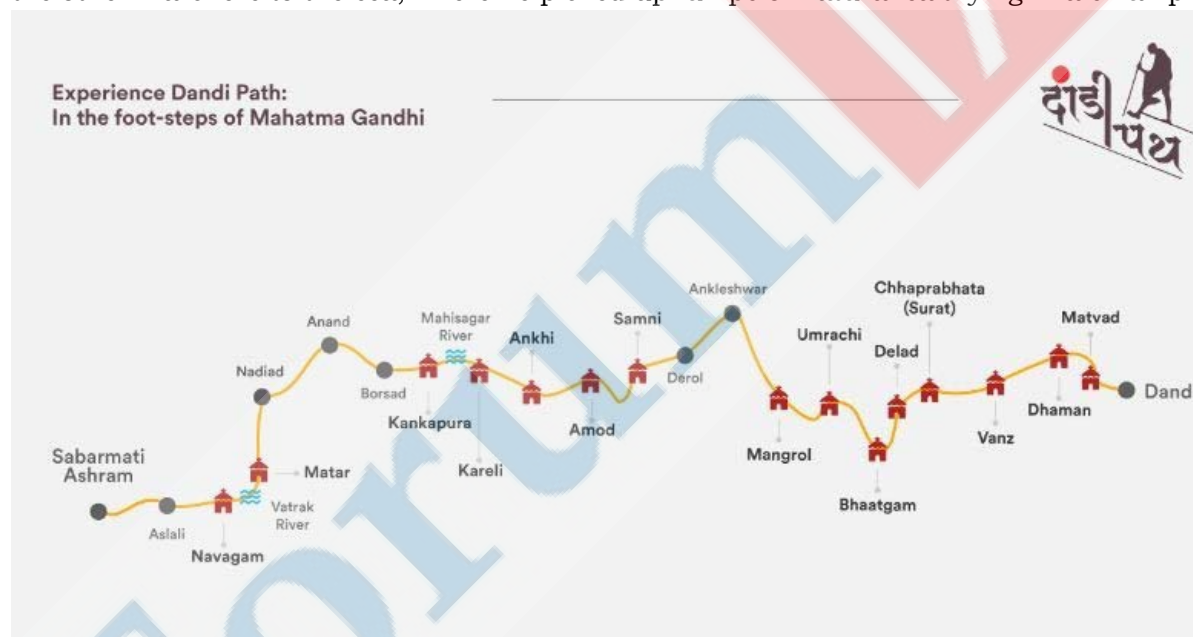 Experience Dandi Path:
In the foot-steps of Mahatma Gandhi
दांडी
पथ
Sabarmati
Ashram
Aslali
Navagam
Vatrak
River
Matar
Nadiad
Anand
Borsad
Kankapura
Mahisagar
River
Kareli
Ankhi
Amod
Samni
Derol
Ankleshwar
Mangrol
Umrachi
Bhaatgam
Delad
Chhaprabhata
(Surat)
Vanz
Dhaman
Matvad
Dand
orum